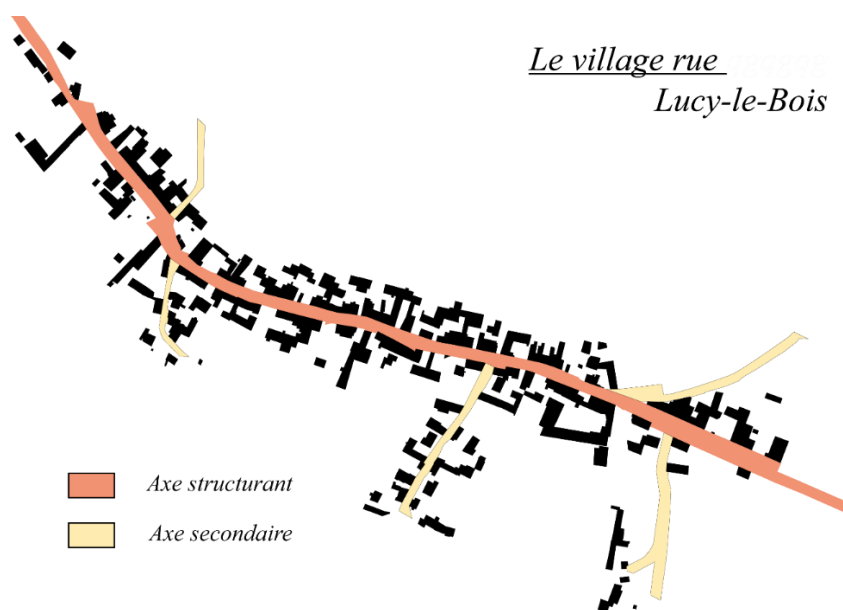 Le village rue
Lucy-le-Bois
Axe structurant
Axe secondaire